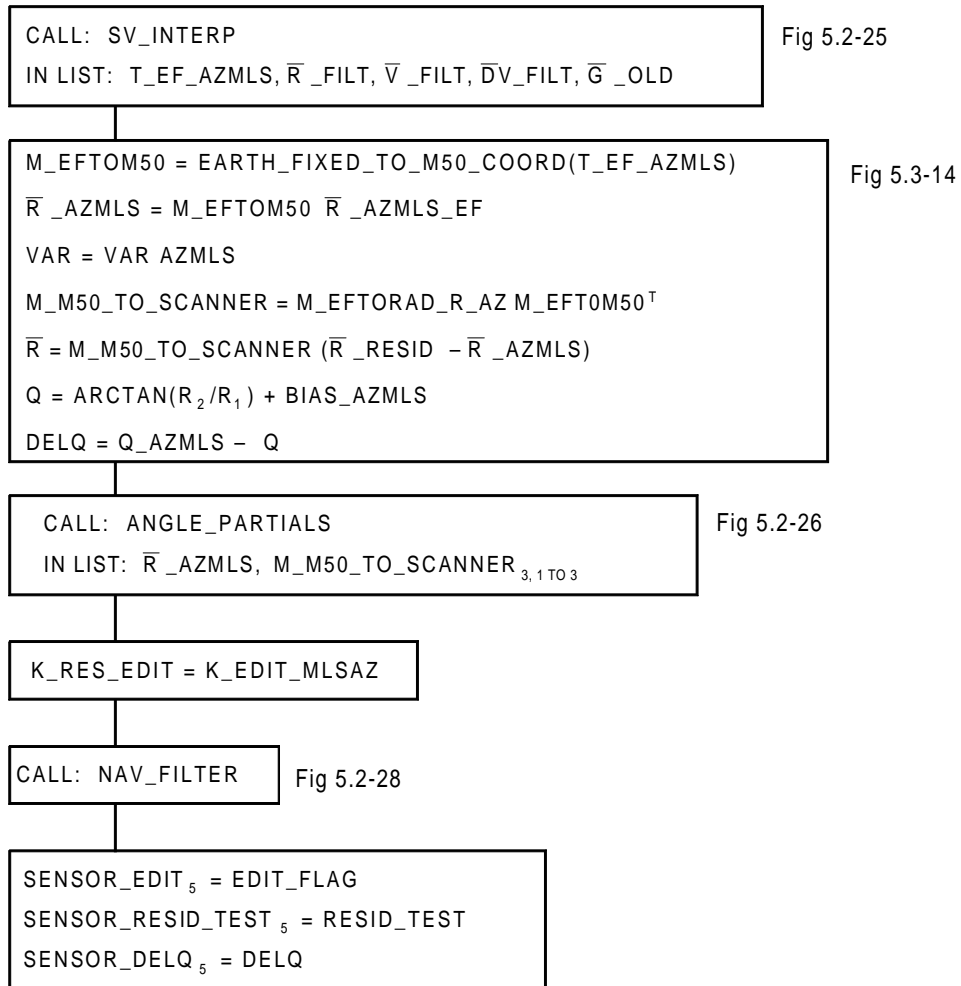 CALL: SV_INTERP
Fig 5.2-25
IN LIST: T_EF_AZMLS, R̅ _FILT, V̅ _FILT, D̅V_FILT, G̅ _OLD
M_EFTOM50 = EARTH_FIXED_TO_M50_COORD(T_EF_AZMLS)
Fig 5.3-14
R̅ _AZMLS = M_EFTOM50 R̅ _AZMLS_EF
VAR = VAR AZMLS
M_M50_TO_SCANNER = M_EFTORAD_R_AZ M_EFT0M50ᵀ
R̅ = M_M50_TO_SCANNER (R̅ _RESID – R̅ _AZMLS)
Q = ARCTAN(R₂/R₁) + BIAS_AZMLS
DELQ = Q_AZMLS – Q
CALL: ANGLE_PARTIALS
Fig 5.2-26
IN LIST: R̅ _AZMLS, M_M50_TO_SCANNER 3, 1 TO 3
K_RES_EDIT = K_EDIT_MLSAZ
CALL: NAV_FILTER
Fig 5.2-28
SENSOR_EDIT₅ = EDIT_FLAG
SENSOR_RESID_TEST₅ = RESID_TEST
SENSOR_DELQ₅ = DELQ